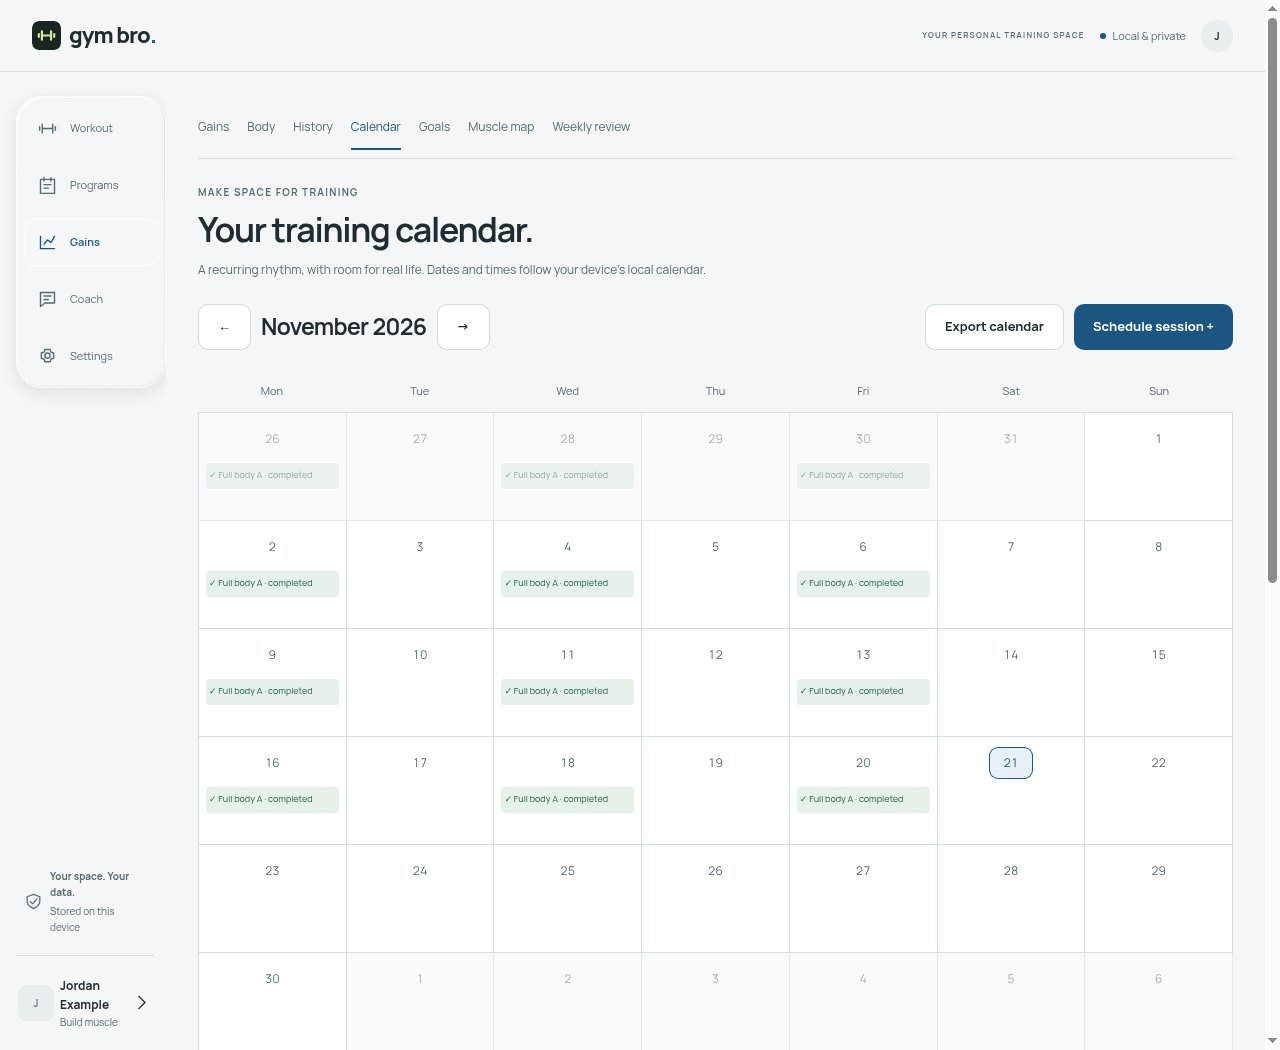 gym bro.
YOUR PERSONAL TRAINING SPACE
Local & private
J
Workout
Programs
Gains
Coach
Settings
Your space. Your
data.
Stored on this
device
J
Jordan
Example
Build muscle
Gains Body History Calendar Goals Muscle map Weekly review
MAKE SPACE FOR TRAINING
Your training calendar.
A recurring rhythm, with room for real life. Dates and times follow your device's local calendar.
← November 2026 →
Export calendar
Schedule session +
Mon Tue Wed Thu Fri Sat Sun
26 27 28 29 30 31 1
✓ Full body A · completed ✓ Full body A · completed ✓ Full body A · completed
2 3 4 5 6 7 8
✓ Full body A · completed ✓ Full body A · completed ✓ Full body A · completed
9 10 11 12 13 14 15
✓ Full body A · completed ✓ Full body A · completed ✓ Full body A · completed
16 17 18 19 20 21 22
✓ Full body A · completed ✓ Full body A · completed ✓ Full body A · completed
23 24 25 26 27 28 29
30 1 2 3 4 5 6